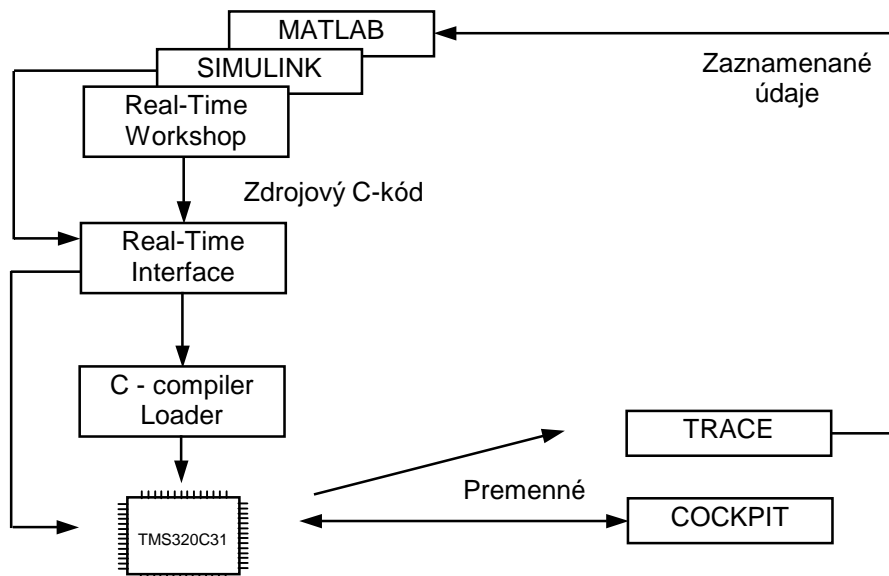 MATLAB
SIMULINK
Real-Time
Workshop
Zaznamenané
údaje
Zdrojový C-kód
Real-Time
Interface
C - compiler
Loader
TRACE
Premenné
COCKPIT
TMS320C31